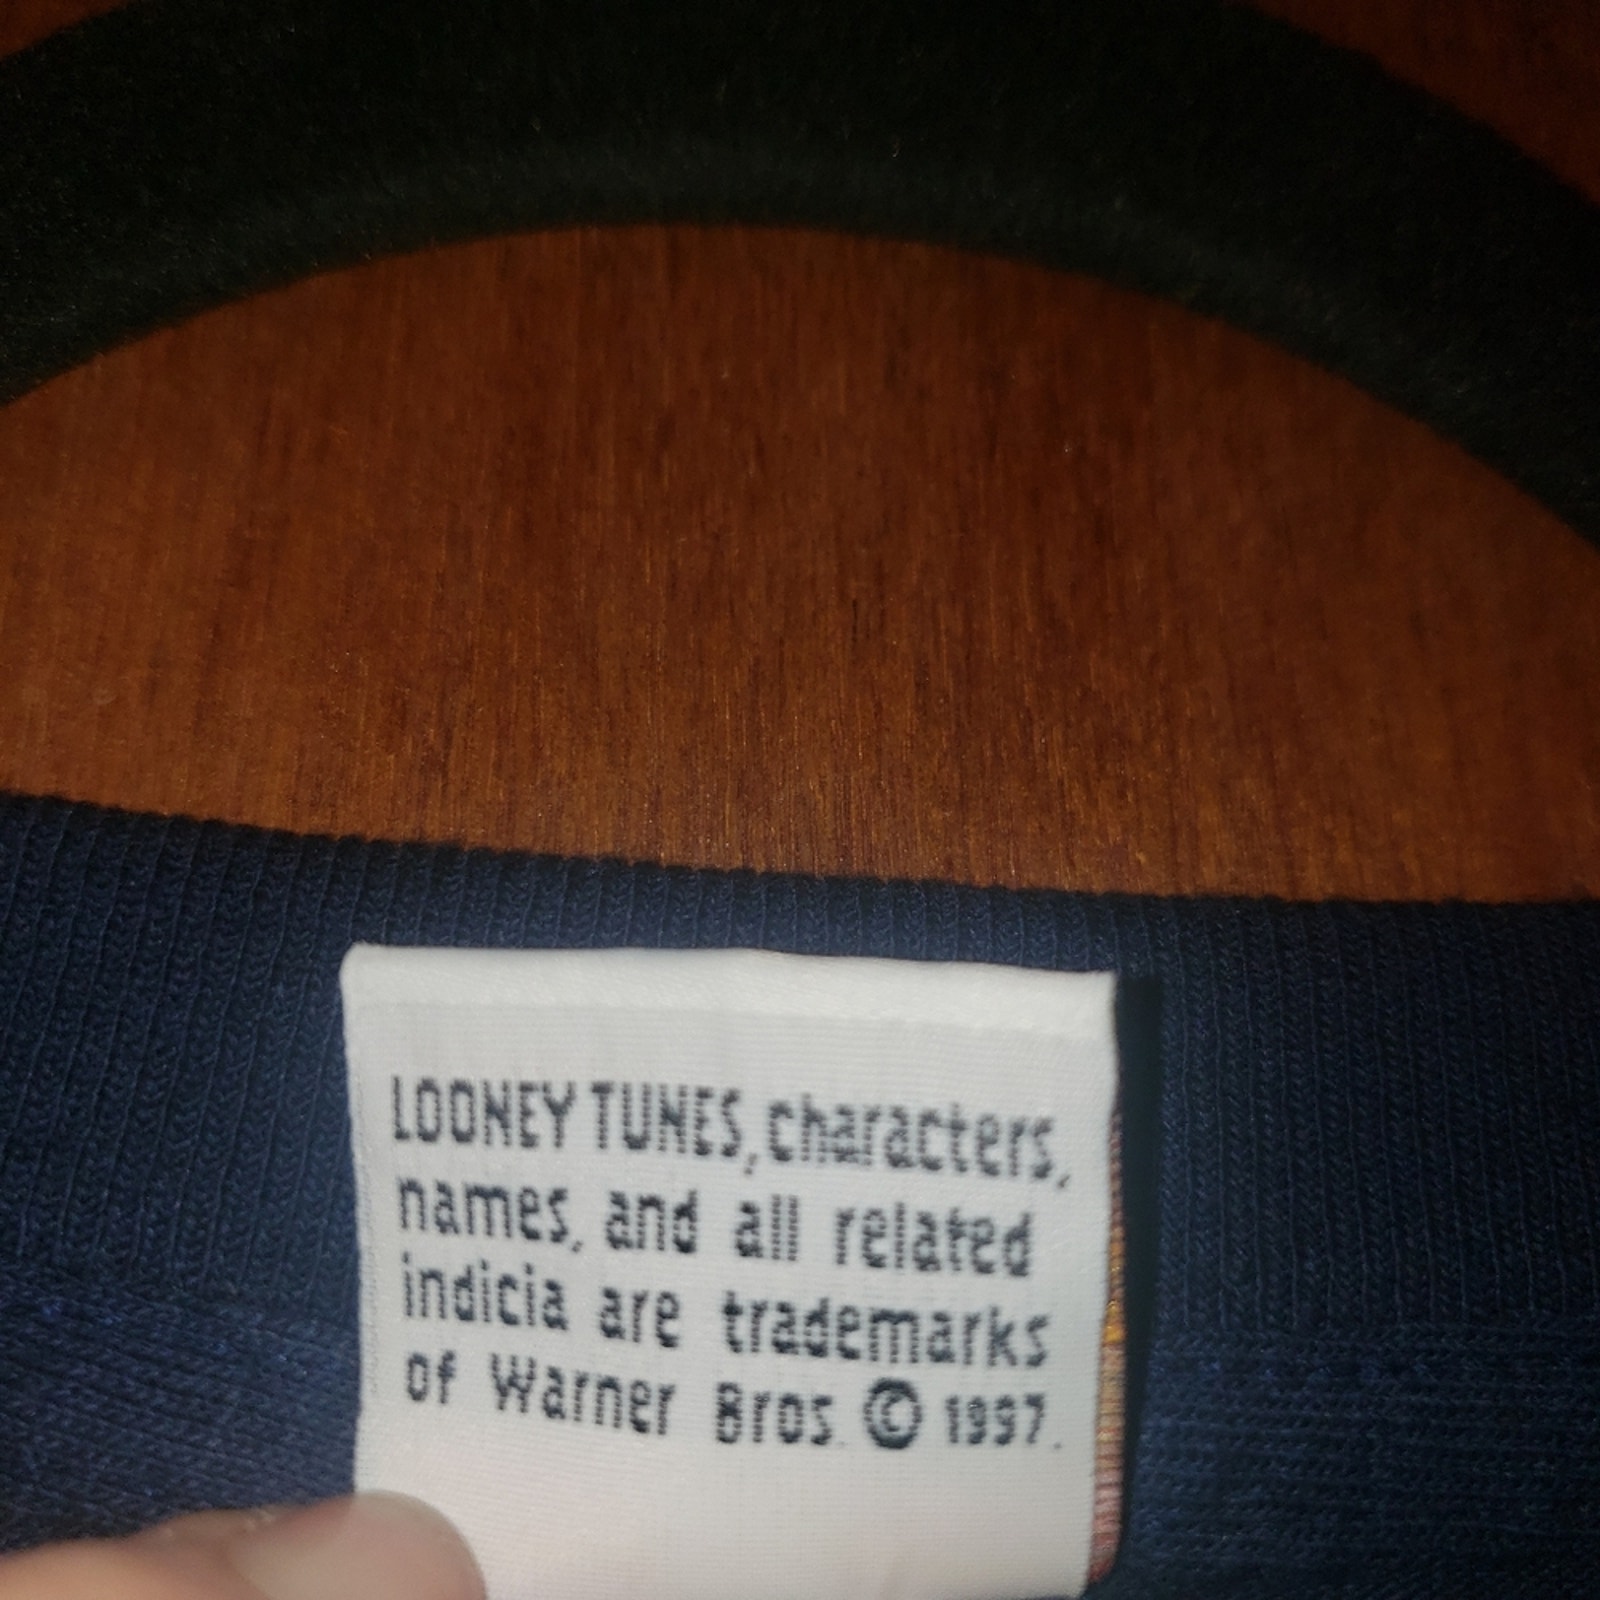 LOONEY TUNES, characters,
names, and all related
indicia are trademarks
of Warner Bros. © 1997.